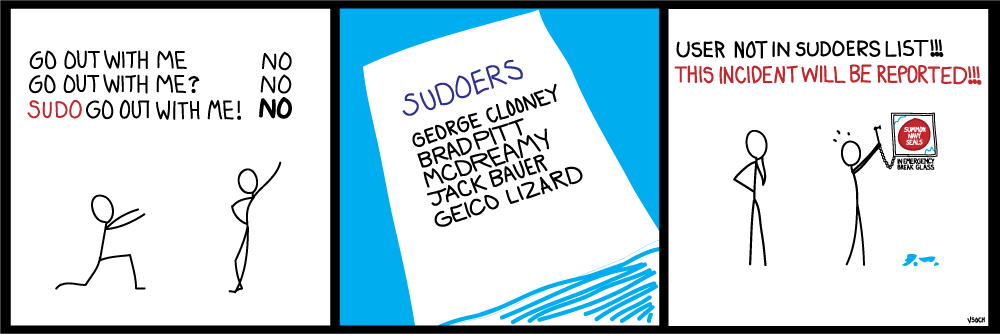 GO OUT WITH ME NO
GO OUT WITH ME? NO
SUDO GO OUT WITH ME! NO
SUDOERS
GEORGE CLOONEY
BRAD PITT
MCDREAMY
JACK BAUER
GEICO LIZARD
USER NOT IN SUDOERS LIST!!!
THIS INCIDENT WILL BE REPORTED!!!
SUMMON
NAVY
SEALS
IN EMERGENCY
BREAK GLASS
VSOCH